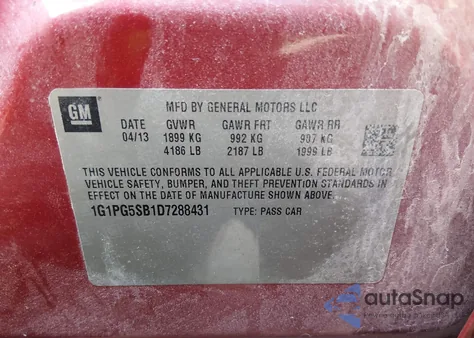 GM
MFD BY GENERAL MOTORS LLC
DATE GVWR GAWR FRT GAWR RR
04/13 1899 KG 992 KG 907 KG
4186 LB 2187 LB 1999 LB
THIS VEHICLE CONFORMS TO ALL APPLICABLE U.S. FEDERAL MOTOR
VEHICLE SAFETY, BUMPER, AND THEFT PREVENTION STANDARDS IN
EFFECT ON THE DATE OF MANUFACTURE SHOWN ABOVE.
1G1PG5SB1D7288431 TYPE: PASS CAR
autoSnap